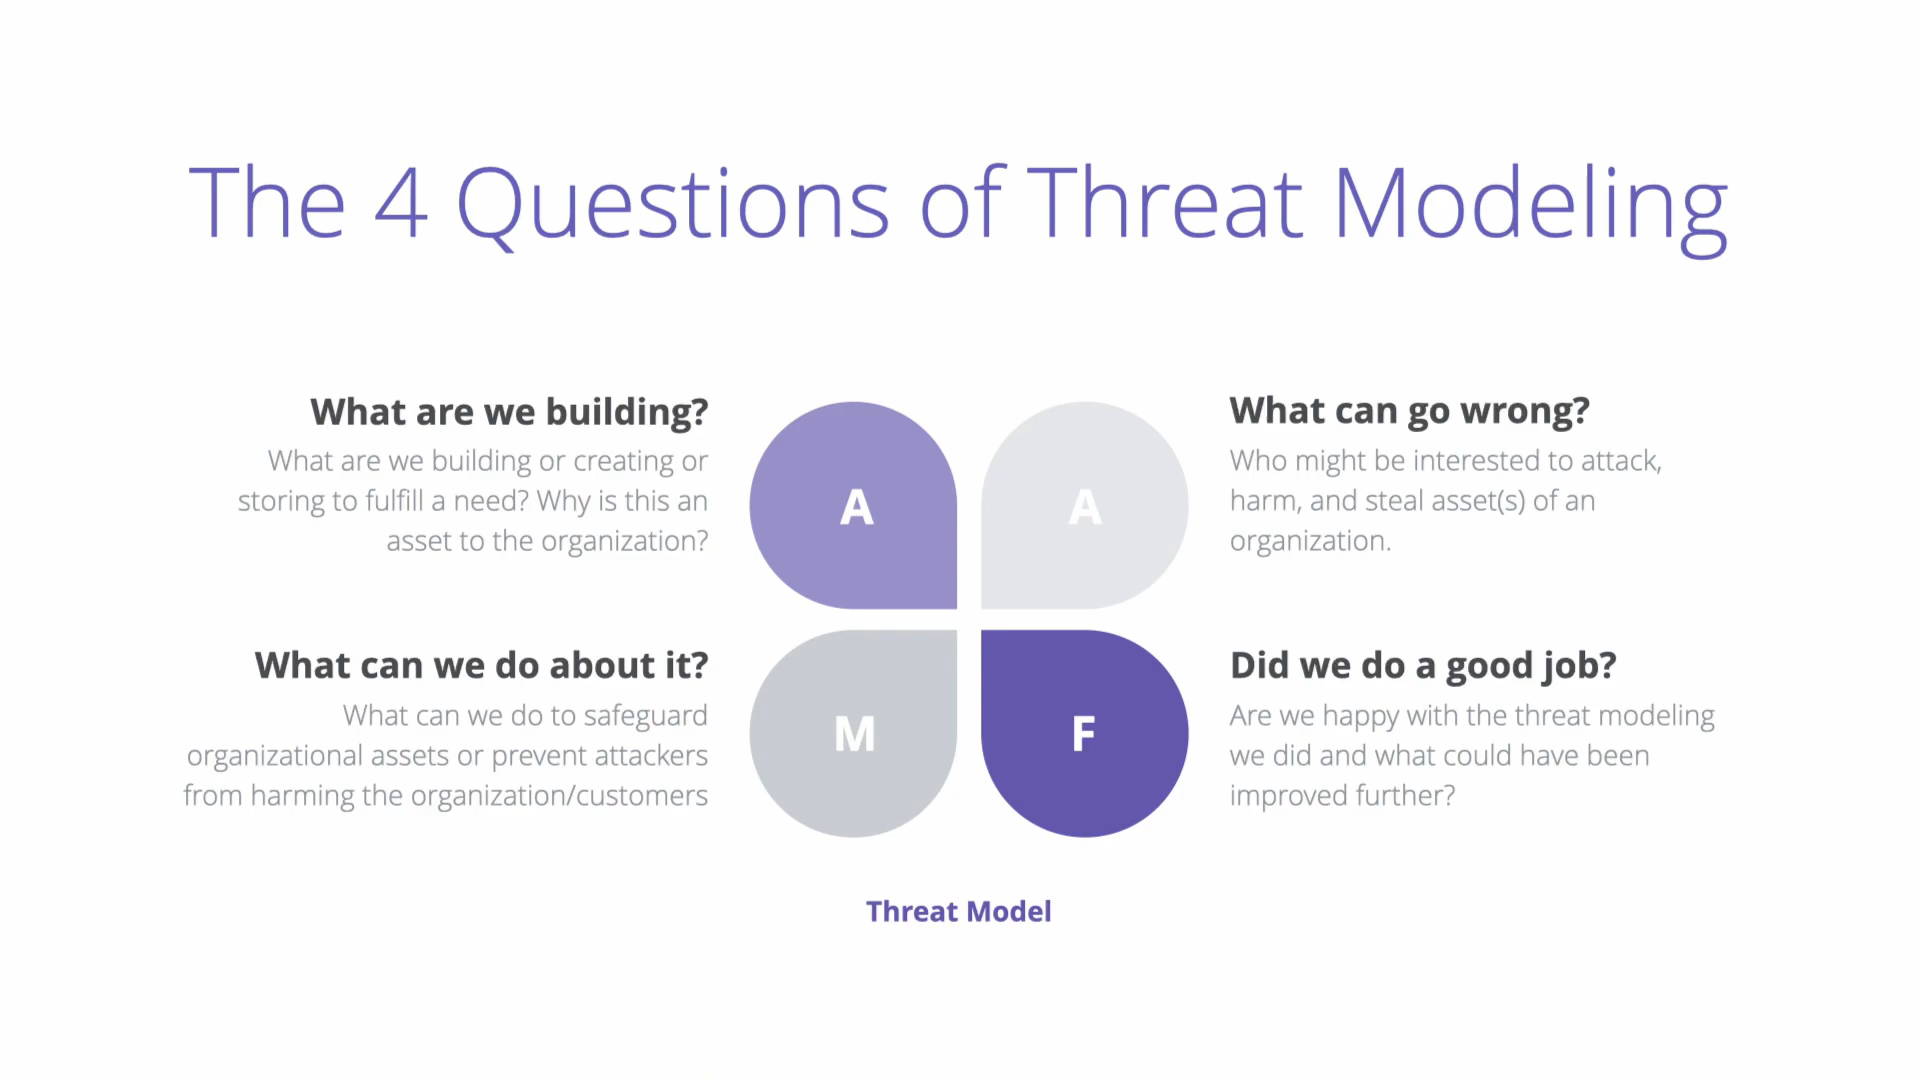 The 4 Questions of Threat Modeling
What are we building?
What are we building or creating or
storing to fulfill a need? Why is this an
asset to the organization?
A
A
What can go wrong?
Who might be interested to attack,
harm, and steal asset(s) of an
organization.
What can we do about it?
What can we do to safeguard
organizational assets or prevent attackers
from harming the organization/customers
M
F
Did we do a good job?
Are we happy with the threat modeling
we did and what could have been
improved further?
Threat Model